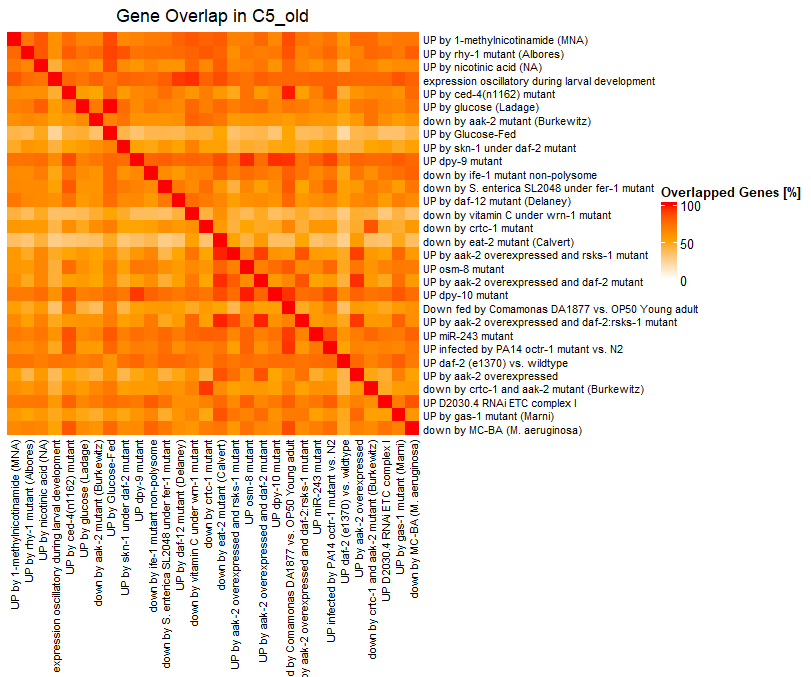 Gene Overlap in C5_old
UP by 1-methylnicotinamide (MNA)
UP by rhy-1 mutant (Albores)
UP by nicotinic acid (NA)
expression oscillatory during larval development
UP by ced-4(n1162) mutant
UP by glucose (Ladage)
down by aak-2 mutant (Burkewitz)
UP by Glucose-Fed
UP by skn-1 under daf-2 mutant
UP dpy-9 mutant
down by ife-1 mutant non-polysome
down by S. enterica SL2048 under fer-1 mutant
UP by daf-12 mutant (Delaney)
down by vitamin C under wrn-1 mutant
down by crtc-1 mutant
down by eat-2 mutant (Calvert)
UP by aak-2 overexpressed and rsks-1 mutant
UP osm-8 mutant
UP by aak-2 overexpressed and daf-2 mutant
UP dpy-10 mutant
Down fed by Comamonas DA1877 vs. OP50 Young adult
UP by aak-2 overexpressed and daf-2:rsks-1 mutant
UP miR-243 mutant
UP infected by PA14 octr-1 mutant vs. N2
UP daf-2 (e1370) vs. wildtype
UP by aak-2 overexpressed
down by crtc-1 and aak-2 mutant (Burkewitz)
UP D2030.4 RNAi ETC complex I
UP by gas-1 mutant (Marni)
down by MC-BA (M. aeruginosa)
Overlapped Genes [%]
100
50
0
UP by 1-methylnicotinamide (MNA)
UP by rhy-1 mutant (Albores)
UP by nicotinic acid (NA)
expression oscillatory during larval development
UP by ced-4(n1162) mutant
UP by glucose (Ladage)
down by aak-2 mutant (Burkewitz)
UP by Glucose-Fed
UP by skn-1 under daf-2 mutant
UP dpy-9 mutant
down by ife-1 mutant non-polysome
down by S. enterica SL2048 under fer-1 mutant
UP by daf-12 mutant (Delaney)
down by vitamin C under wrn-1 mutant
down by crtc-1 mutant
down by eat-2 mutant (Calvert)
UP by aak-2 overexpressed and rsks-1 mutant
UP osm-8 mutant
UP by aak-2 overexpressed and daf-2 mutant
UP dpy-10 mutant
d by Comamonas DA1877 vs. OP50 Young adult
by aak-2 overexpressed and daf-2:rsks-1 mutant
UP miR-243 mutant
UP infected by PA14 octr-1 mutant vs. N2
UP daf-2 (e1370) vs. wildtype
UP by aak-2 overexpressed
down by crtc-1 and aak-2 mutant (Burkewitz)
UP D2030.4 RNAi ETC complex I
UP by gas-1 mutant (Marni)
down by MC-BA (M. aeruginosa)